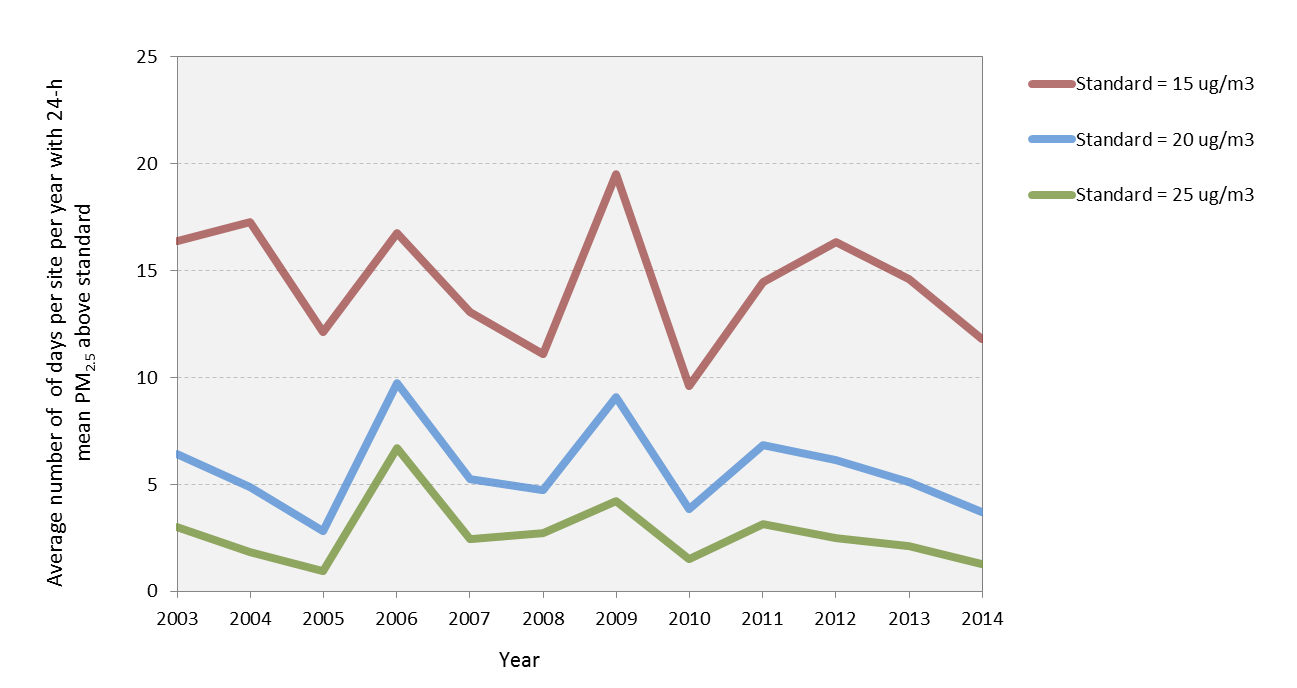 Average number of  of days per site per year with 24-h
mean PM2.5 above standard
25
20
15
10
5
0
2003 2004 2005 2006 2007 2008 2009 2010 2011 2012 2013 2014
Year
Standard = 15 ug/m3
Standard = 20 ug/m3
Standard = 25 ug/m3